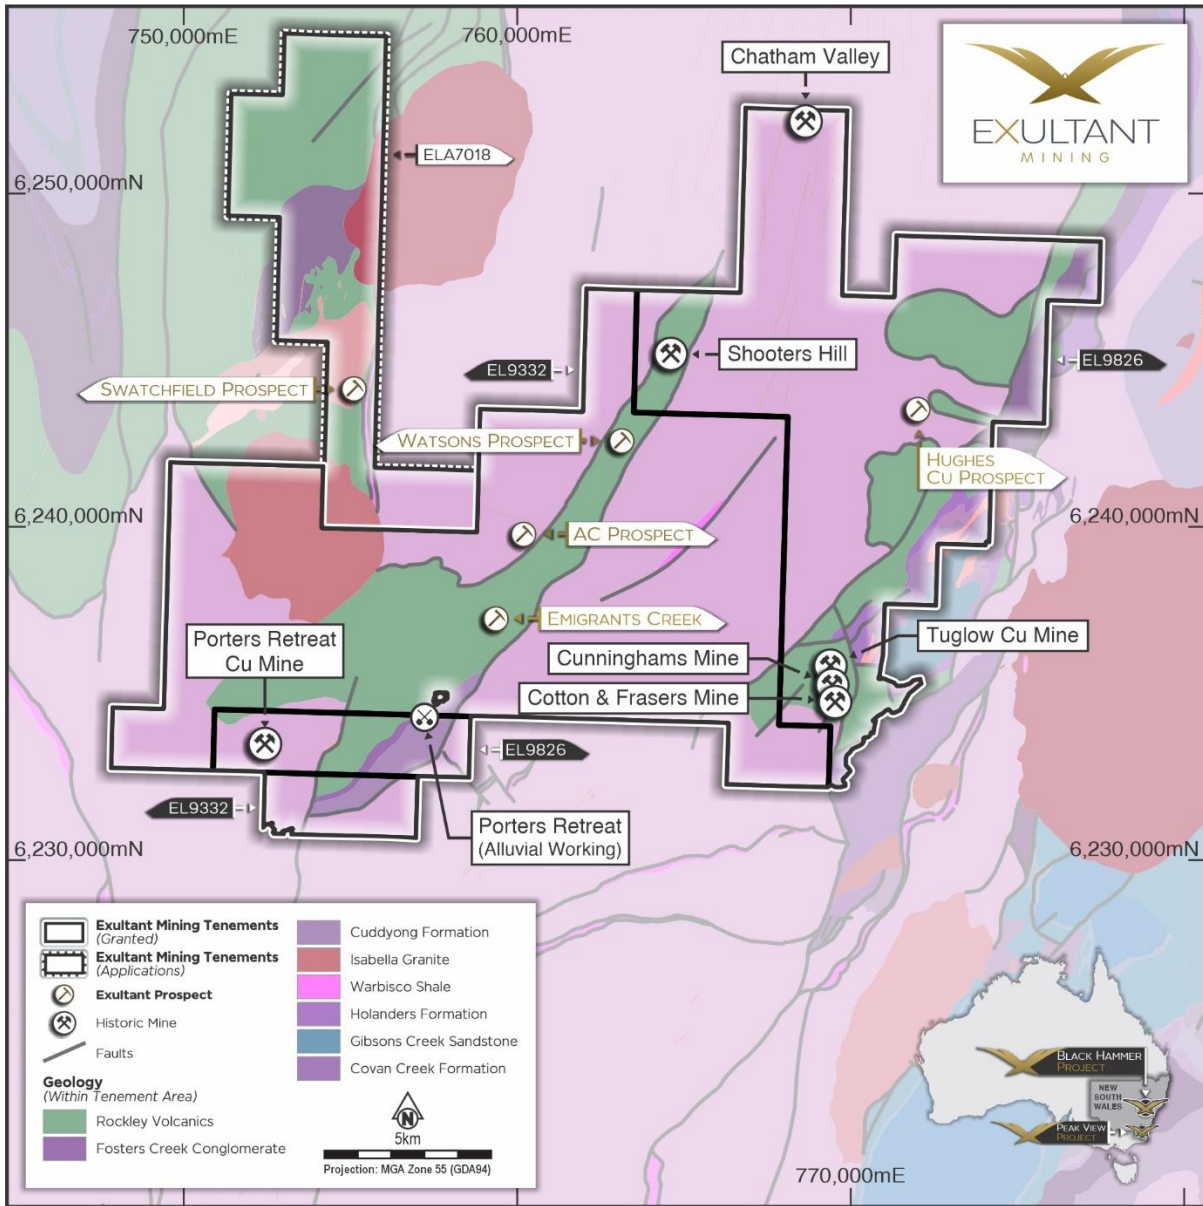 750,000mE
760,000mE
Chatham Valley
EXULTANT
MINING
ELA7018
6,250,000mN
EL9332
Shooters Hill
EL9826
SWATCHFIELD PROSPECT
WATSONS PROSPECT
HUGHES
CU PROSPECT
6,240,000mN
6,240,000mN
AC PROSPECT
EMIGRANTS CREEK
Porters Retreat
Cu Mine
Tuglow Cu Mine
Cunninghams Mine
Cotton & Frasers Mine
EL9826
EL9332
Porters Retreat
(Alluvial Working)
6,230,000mN
6,230,000mN
Exultant Mining Tenements
(Granted)
Exultant Mining Tenements
(Applications)
Exultant Prospect
Historic Mine
Faults
Geology
(Within Tenement Area)
Rockley Volcanics
Fosters Creek Conglomerate
Cuddyong Formation
Isabella Granite
Warbisco Shale
Holanders Formation
Gibsons Creek Sandstone
Covan Creek Formation
N
5km
Projection: MGA Zone 55 (GDA94)
770,000mE
BLACK HAMMER
PROJECT
NEW
SOUTH
WALES
PEAK VIEW
PROJECT